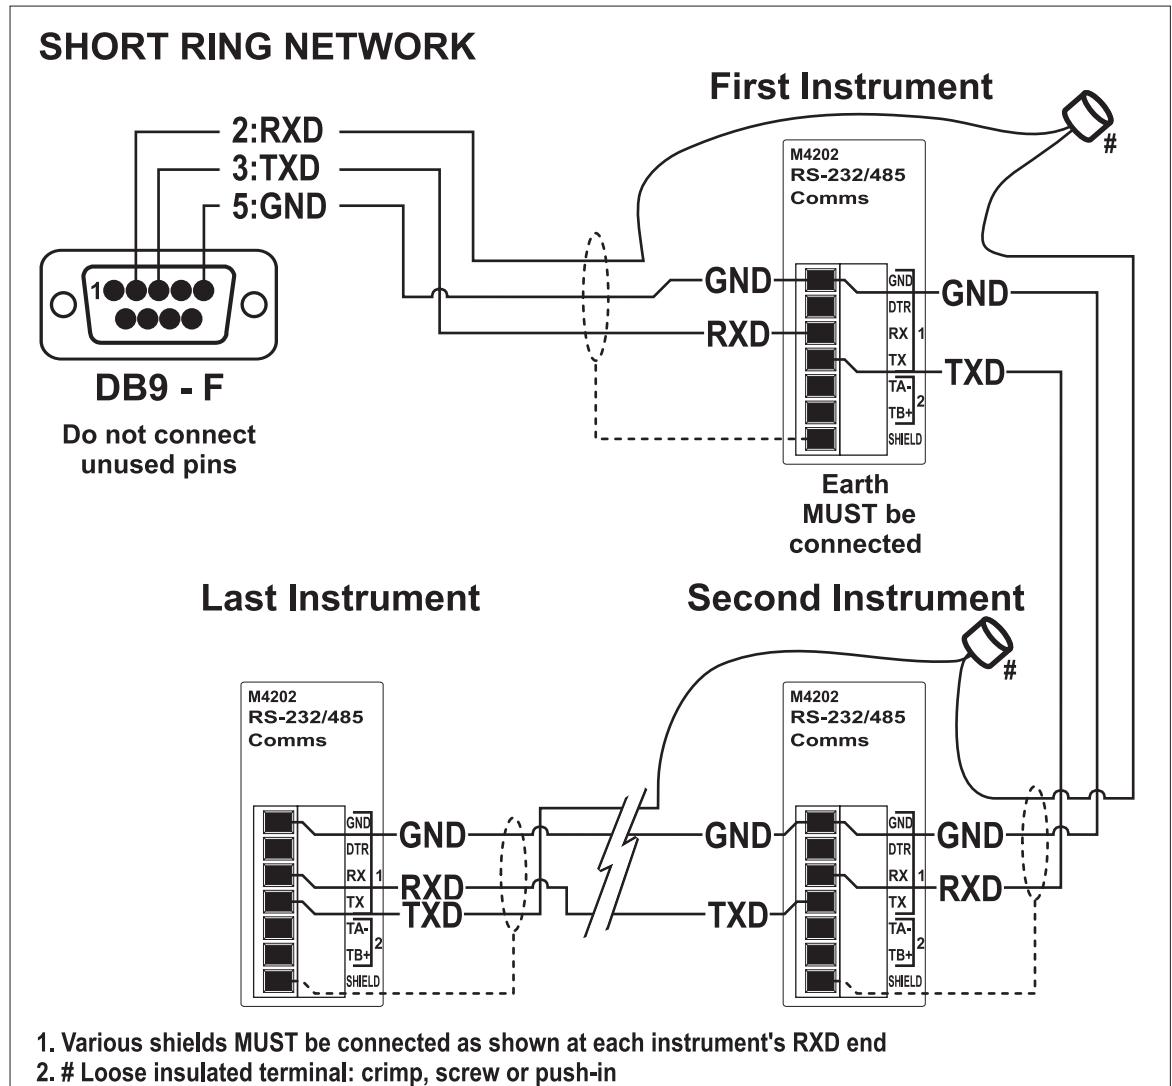 SHORT RING NETWORK
First Instrument
2:RXD
3:TXD
5:GND
#
M4202
RS-232/485
Comms
1
DB9 - F
Do not connect
unused pins
GND
RXD
GND
DTR
RX 1
TX
TA-
2
TB+
SHIELD
GND
TXD
Earth
MUST be
connected
Last Instrument
Second Instrument
#
M4202
RS-232/485
Comms
GND
DTR
RX 1
TX
TA-
2
TB+
SHIELD
GND
RXD
TXD
GND
TXD
M4202
RS-232/485
Comms
GND
DTR
RX 1
TX
TA-
2
TB+
SHIELD
GND
RXD
1. Various shields MUST be connected as shown at each instrument's RXD end
2. # Loose insulated terminal: crimp, screw or push-in